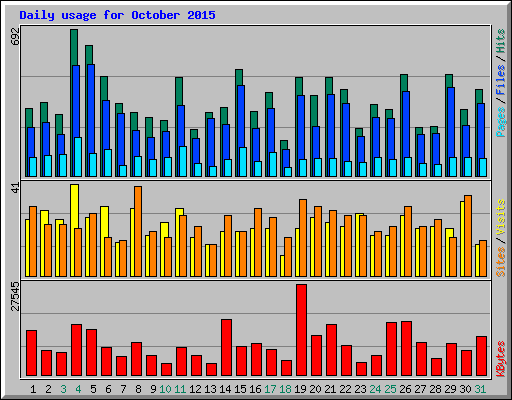 Daily usage for October 2015
692
Pages / Files / Hits
41
Sites / Visits
27545
KBytes
1 2 3 4 5 6 7 8 9 10 11 12 13 14 15 16 17 18 19 20 21 22 23 24 25 26 27 28 29 30 31